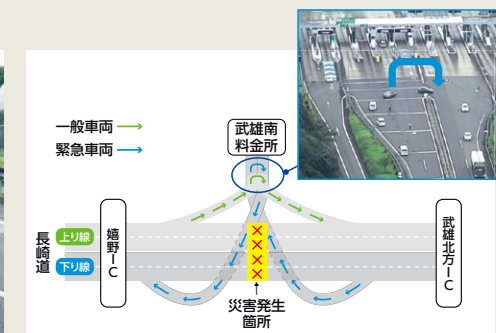 一般車両
緊急車両
武雄南
料金所
長崎道
上り線
下り線
嬉野IC
武雄北方IC
災害発生
箇所